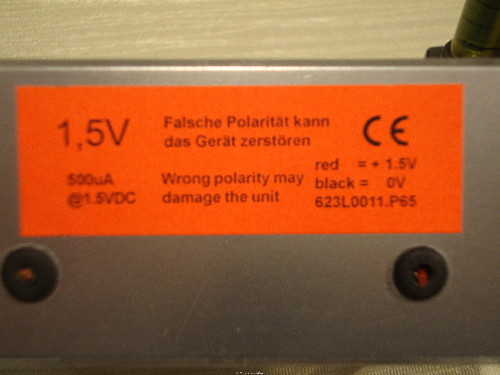 1,5V
500uA
@1.5VDC
Falsche Polarität kann
das Gerät zerstören
Wrong polarity may
damage the unit
CE
red = + 1.5V
black = 0V
623L0011.P65